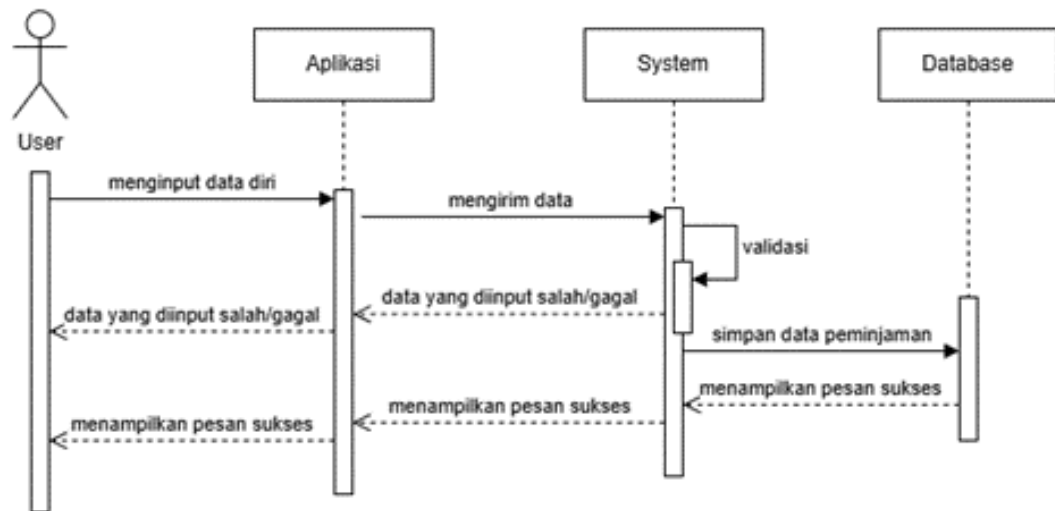 Aplikasi
System
Database
User
menginput data diri
mengirim data
validasi
data yang diinput salah/gagal
data yang diinput salah/gagal
simpan data peminjaman
menampilkan pesan sukses
menampilkan pesan sukses
menampilkan pesan sukses